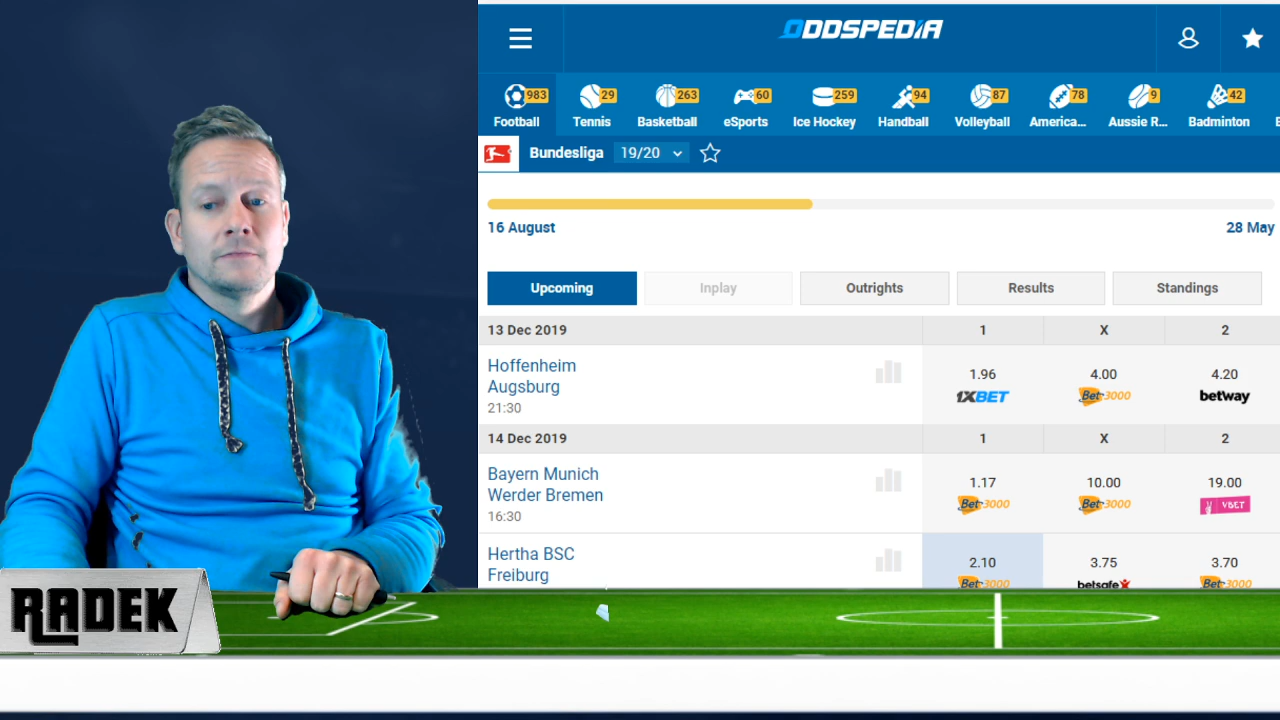 ODDSPEDIA
983 29 263 60 259 94 87 78 9 42
Football Tennis Basketball eSports Ice Hockey Handball Volleyball America... Aussie R... Badminton
Bundesliga 19/20
16 August 28 May
Upcoming Inplay Outrights Results Standings
13 Dec 2019 1 X 2
Hoffenheim
Augsburg
21:30
1.96 4.00 4.20
1XBET Bet3000 betway
14 Dec 2019 1 X 2
Bayern Munich
Werder Bremen
16:30
1.17 10.00 19.00
Bet3000 Bet3000 VBET
Hertha BSC
Freiburg
2.10 3.75 3.70
Bet3000 betsafe Bet3000
RADEK